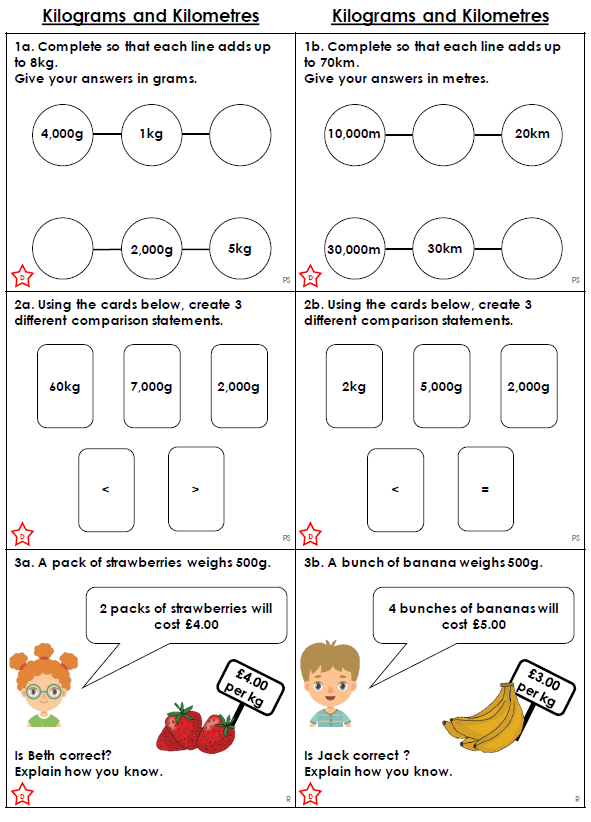 Kilograms and Kilometres
Kilograms and Kilometres
1a. Complete so that each line adds up
to 8kg.
Give your answers in grams.
4,000g
1kg
2,000g
5kg
D
PS
1b. Complete so that each line adds up
to 70km.
Give your answers in metres.
10,000m
20km
30,000m
30km
D
PS
2a. Using the cards below, create 3
different comparison statements.
60kg
7,000g
2,000g
<
>
D
PS
2b. Using the cards below, create 3
different comparison statements.
2kg
5,000g
2,000g
<
=
D
PS
3a. A pack of strawberries weighs 500g.
2 packs of strawberries will
cost £4.00
£4.00
per kg
Is Beth correct?
Explain how you know.
D
R
3b. A bunch of banana weighs 500g.
4 bunches of bananas will
cost £5.00
£3.00
per kg
Is Jack correct ?
Explain how you know.
D
R